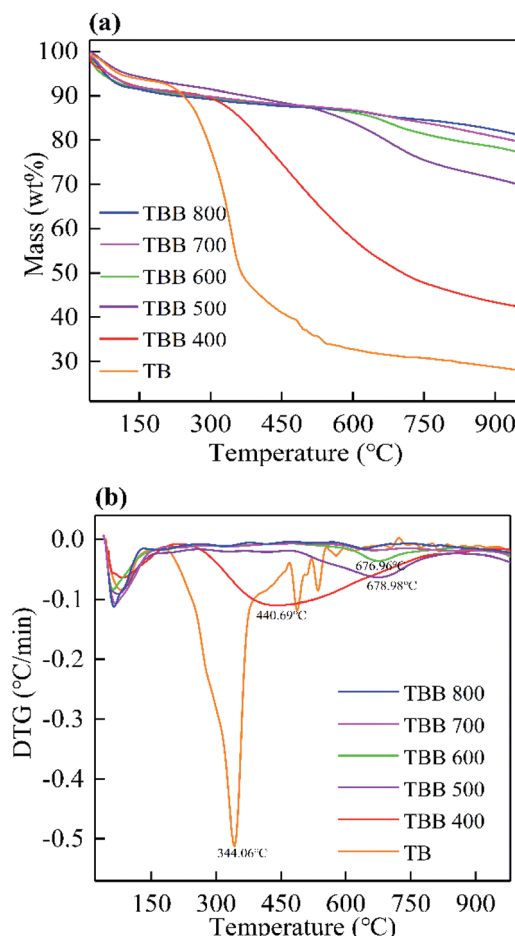 (a)
100
90
80
70
60
50
40
30
Mass (wt%)
TBB 800
TBB 700
TBB 600
TBB 500
TBB 400
TB
150 300 450 600 750 900
Temperature (℃)
(b)
0.0
-0.1
-0.2
-0.3
-0.4
-0.5
DTG (℃/min)
676.96℃
678.98℃
440.69℃
344.06℃
TBB 800
TBB 700
TBB 600
TBB 500
TBB 400
TB
150 300 450 600 750 900
Temperature (℃)